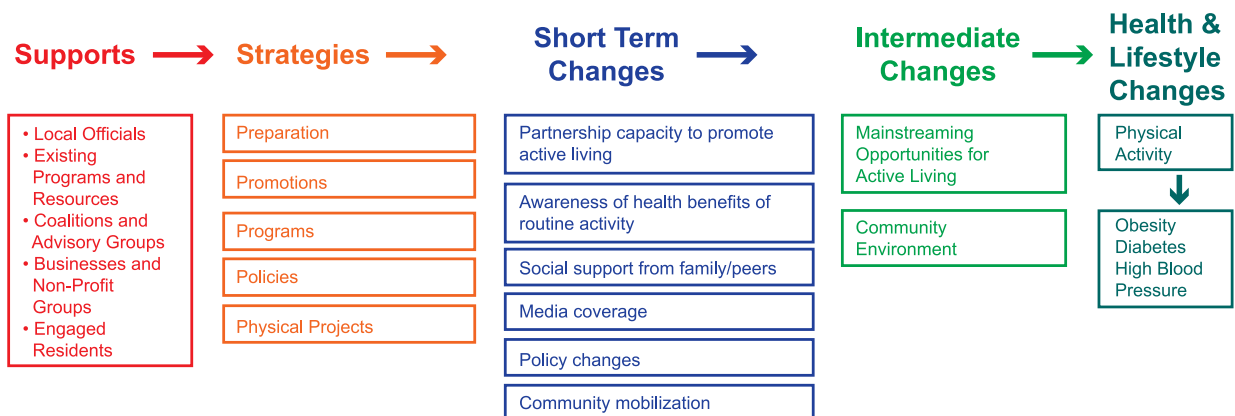 Supports
Strategies
Short Term
Changes
Intermediate
Changes
Health &
Lifestyle
Changes
• Local Officials
• Existing
Programs and
Resources
• Coalitions and
Advisory Groups
• Businesses and
Non-Profit
Groups
• Engaged
Residents
Preparation
Promotions
Programs
Policies
Physical Projects
Partnership capacity to promote
active living
Awareness of health benefits of
routine activity
Social support from family/peers
Media coverage
Policy changes
Community mobilization
Mainstreaming
Opportunities for
Active Living
Community
Environment
Physical
Activity
Obesity
Diabetes
High Blood
Pressure